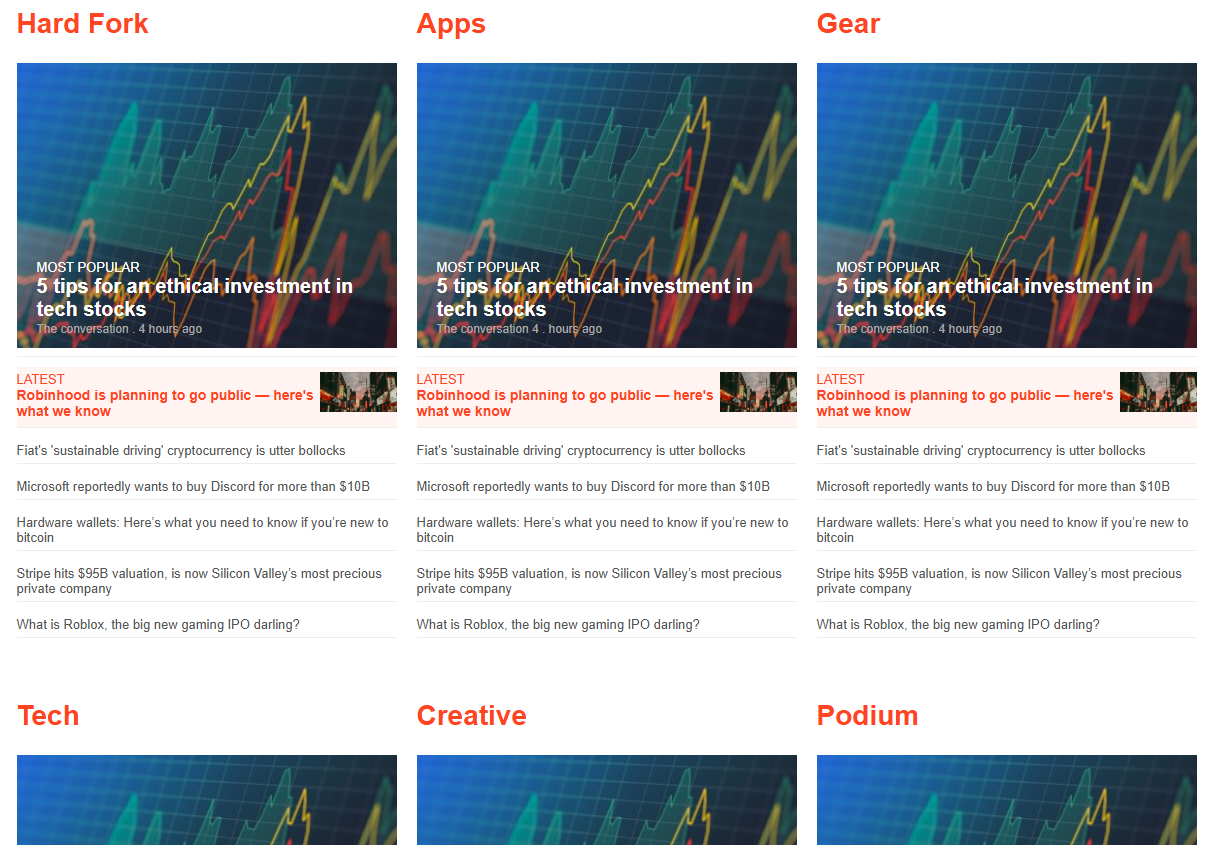 Hard Fork
MOST POPULAR
5 tips for an ethical investment in
tech stocks
The conversation . 4 hours ago
LATEST
Robinhood is planning to go public — here's
what we know
Fiat's 'sustainable driving' cryptocurrency is utter bollocks
Microsoft reportedly wants to buy Discord for more than $10B
Hardware wallets: Here's what you need to know if you're new to
bitcoin
Stripe hits $95B valuation, is now Silicon Valley's most precious
private company
What is Roblox, the big new gaming IPO darling?
Apps
MOST POPULAR
5 tips for an ethical investment in
tech stocks
The conversation 4 . hours ago
LATEST
Robinhood is planning to go public — here's
what we know
Fiat's 'sustainable driving' cryptocurrency is utter bollocks
Microsoft reportedly wants to buy Discord for more than $10B
Hardware wallets: Here's what you need to know if you're new to
bitcoin
Stripe hits $95B valuation, is now Silicon Valley's most precious
private company
What is Roblox, the big new gaming IPO darling?
Gear
MOST POPULAR
5 tips for an ethical investment in
tech stocks
The conversation . 4 hours ago
LATEST
Robinhood is planning to go public — here's
what we know
Fiat's 'sustainable driving' cryptocurrency is utter bollocks
Microsoft reportedly wants to buy Discord for more than $10B
Hardware wallets: Here's what you need to know if you're new to
bitcoin
Stripe hits $95B valuation, is now Silicon Valley's most precious
private company
What is Roblox, the big new gaming IPO darling?
Tech
Creative
Podium